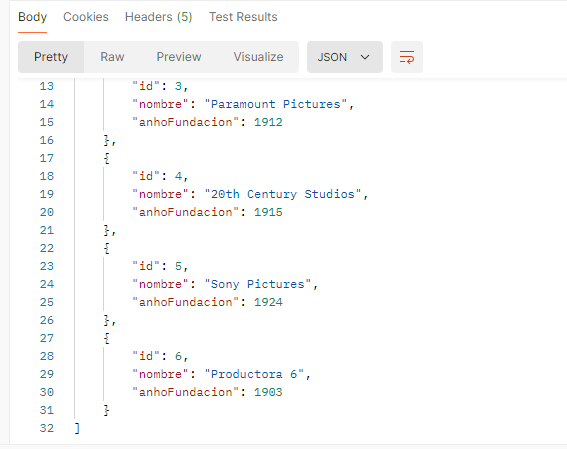 Body Cookies Headers (5) Test Results
Pretty Raw Preview Visualize JSON
13 "id": 3,
14 "nombre": "Paramount Pictures",
15 "anhoFundacion": 1912
16 },
17 {
18 "id": 4,
19 "nombre": "20th Century Studios",
20 "anhoFundacion": 1915
21 },
22 {
23 "id": 5,
24 "nombre": "Sony Pictures",
25 "anhoFundacion": 1924
26 },
27 {
28 "id": 6,
29 "nombre": "Productora 6",
30 "anhoFundacion": 1903
31 }
32 ]